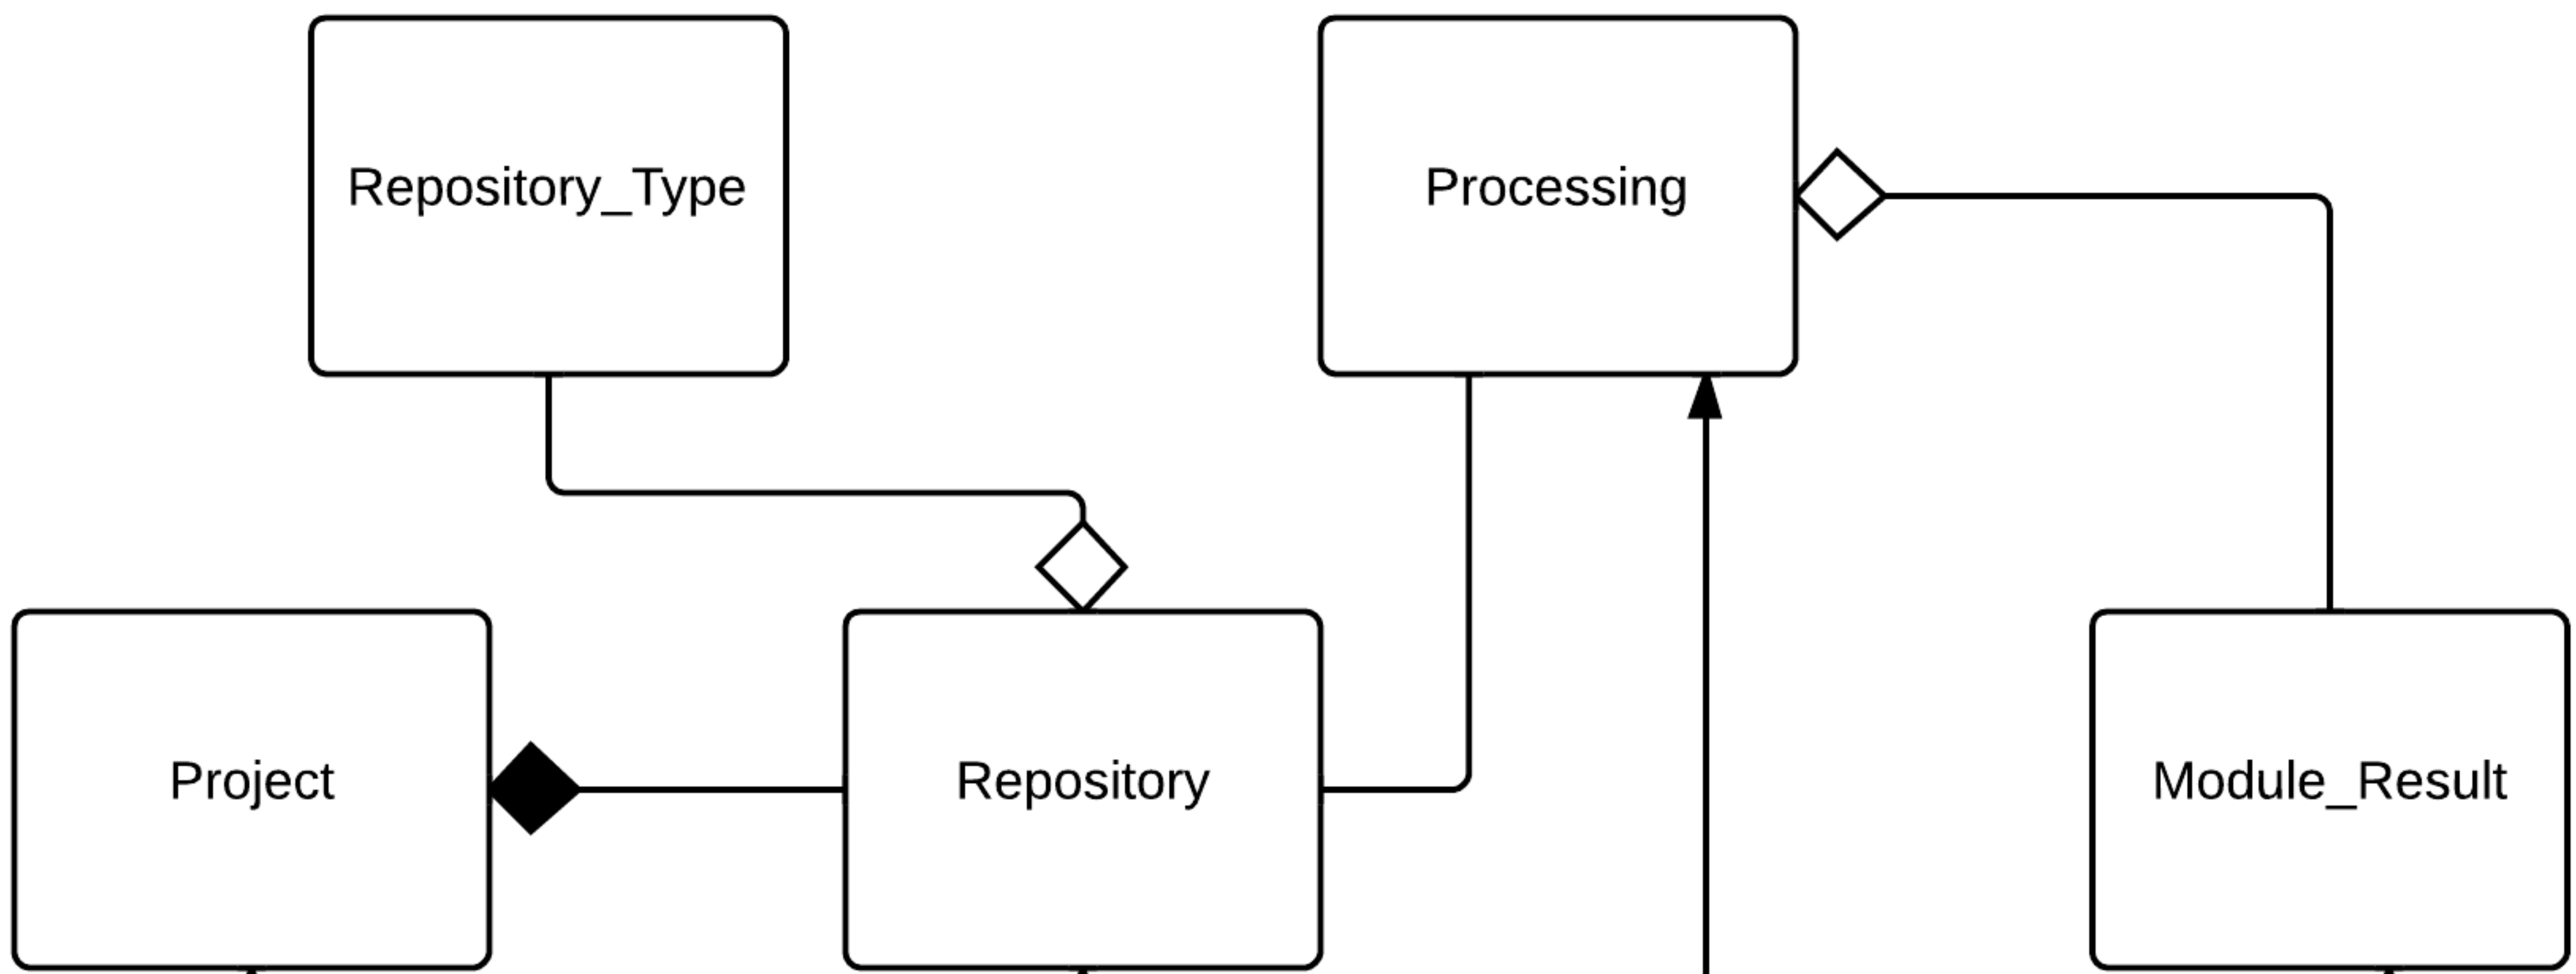 Repository_Type
Processing
Project
Repository
Module_Result